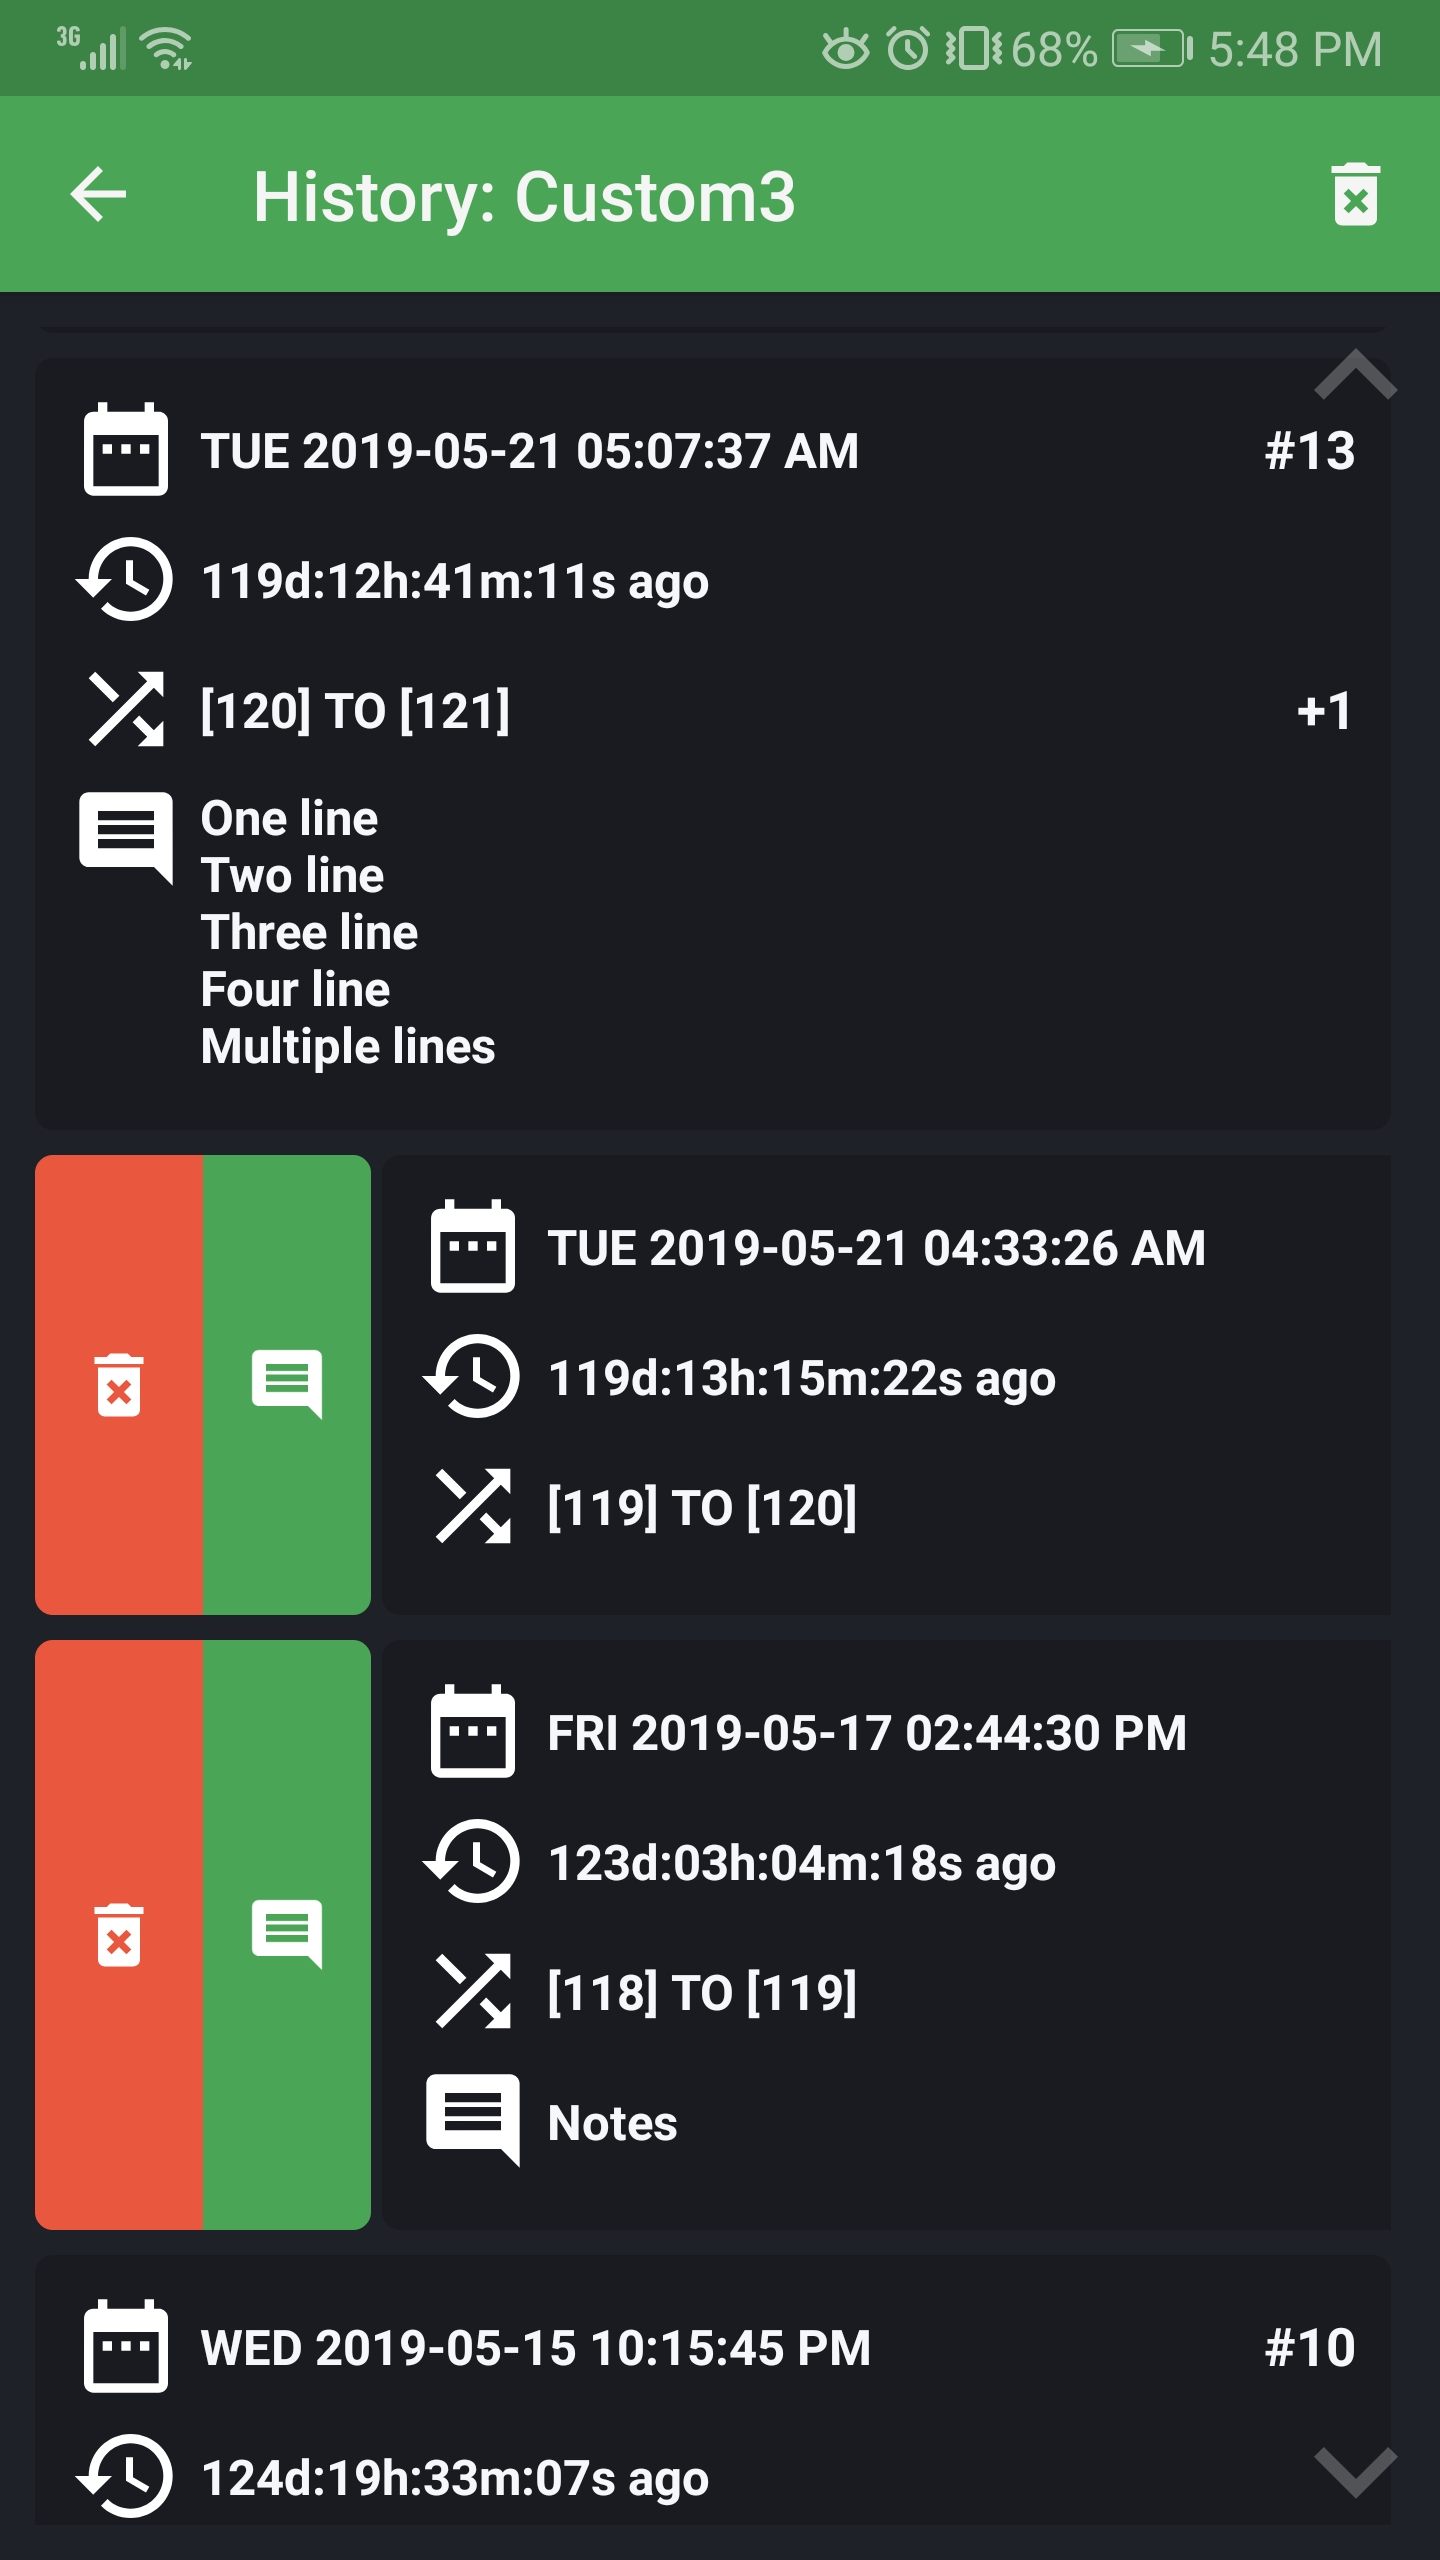 3G 68% 5:48 PM
History: Custom3
TUE 2019-05-21 05:07:37 AM #13
119d:12h:41m:11s ago
[120] TO [121] +1
One line
Two line
Three line
Four line
Multiple lines
TUE 2019-05-21 04:33:26 AM
119d:13h:15m:22s ago
[119] TO [120]
FRI 2019-05-17 02:44:30 PM
123d:03h:04m:18s ago
[118] TO [119]
Notes
WED 2019-05-15 10:15:45 PM #10
124d:19h:33m:07s ago